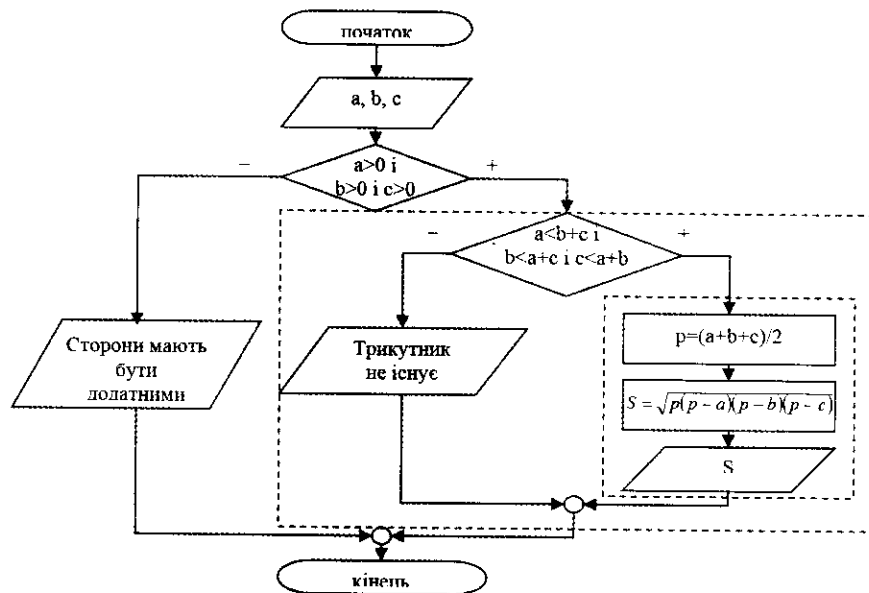 початок
a, b, c
−
a>0 і
b>0 і c>0
+
−
a<b+c і
b<a+c і c<a+b
+
Сторони мають
бути
додатними
Трикутник
не існує
p=(a+b+c)/2
S = √p(p − a)(p − b)(p − c)
S
кінець